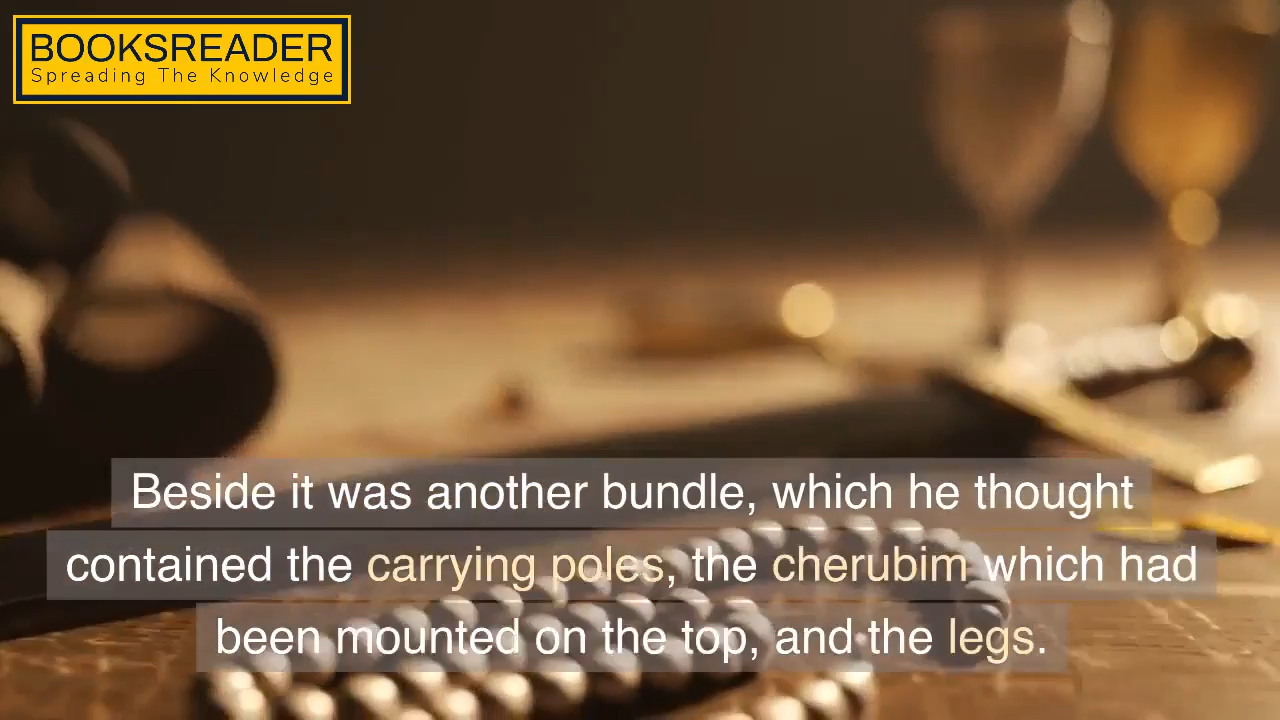 BOOKSREADER
Spreading The Knowledge
Beside it was another bundle, which he thought
contained the carrying poles, the cherubim which had
been mounted on the top, and the legs.